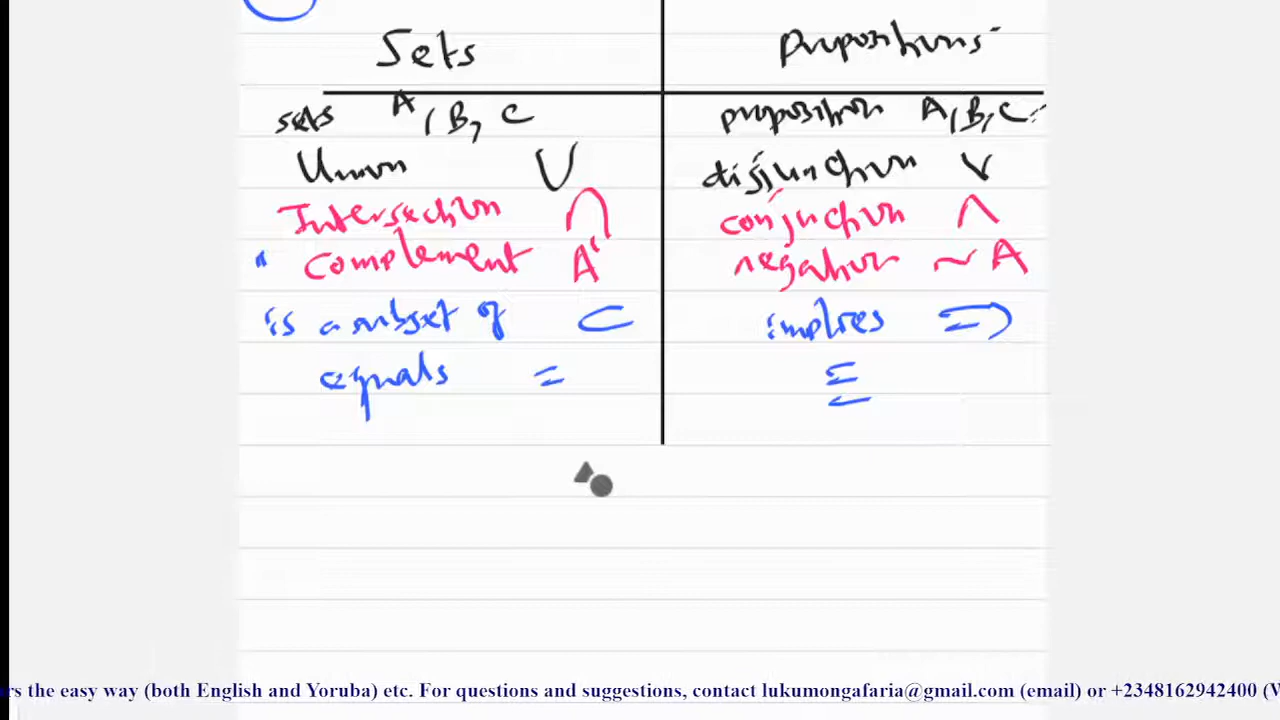 Sets Propositions
sets A, B, C proposition A, B, C
Union ∪ disjunction ∨
Intersection ∩ conjunction ∧
Complement A' negation ~A
is a subset of ⊂ implies ⇒
equals = ≡
ers the easy way (both English and Yoruba) etc. For questions and suggestions, contact lukumongafaria@gmail.com (email) or +2348162942400 (W